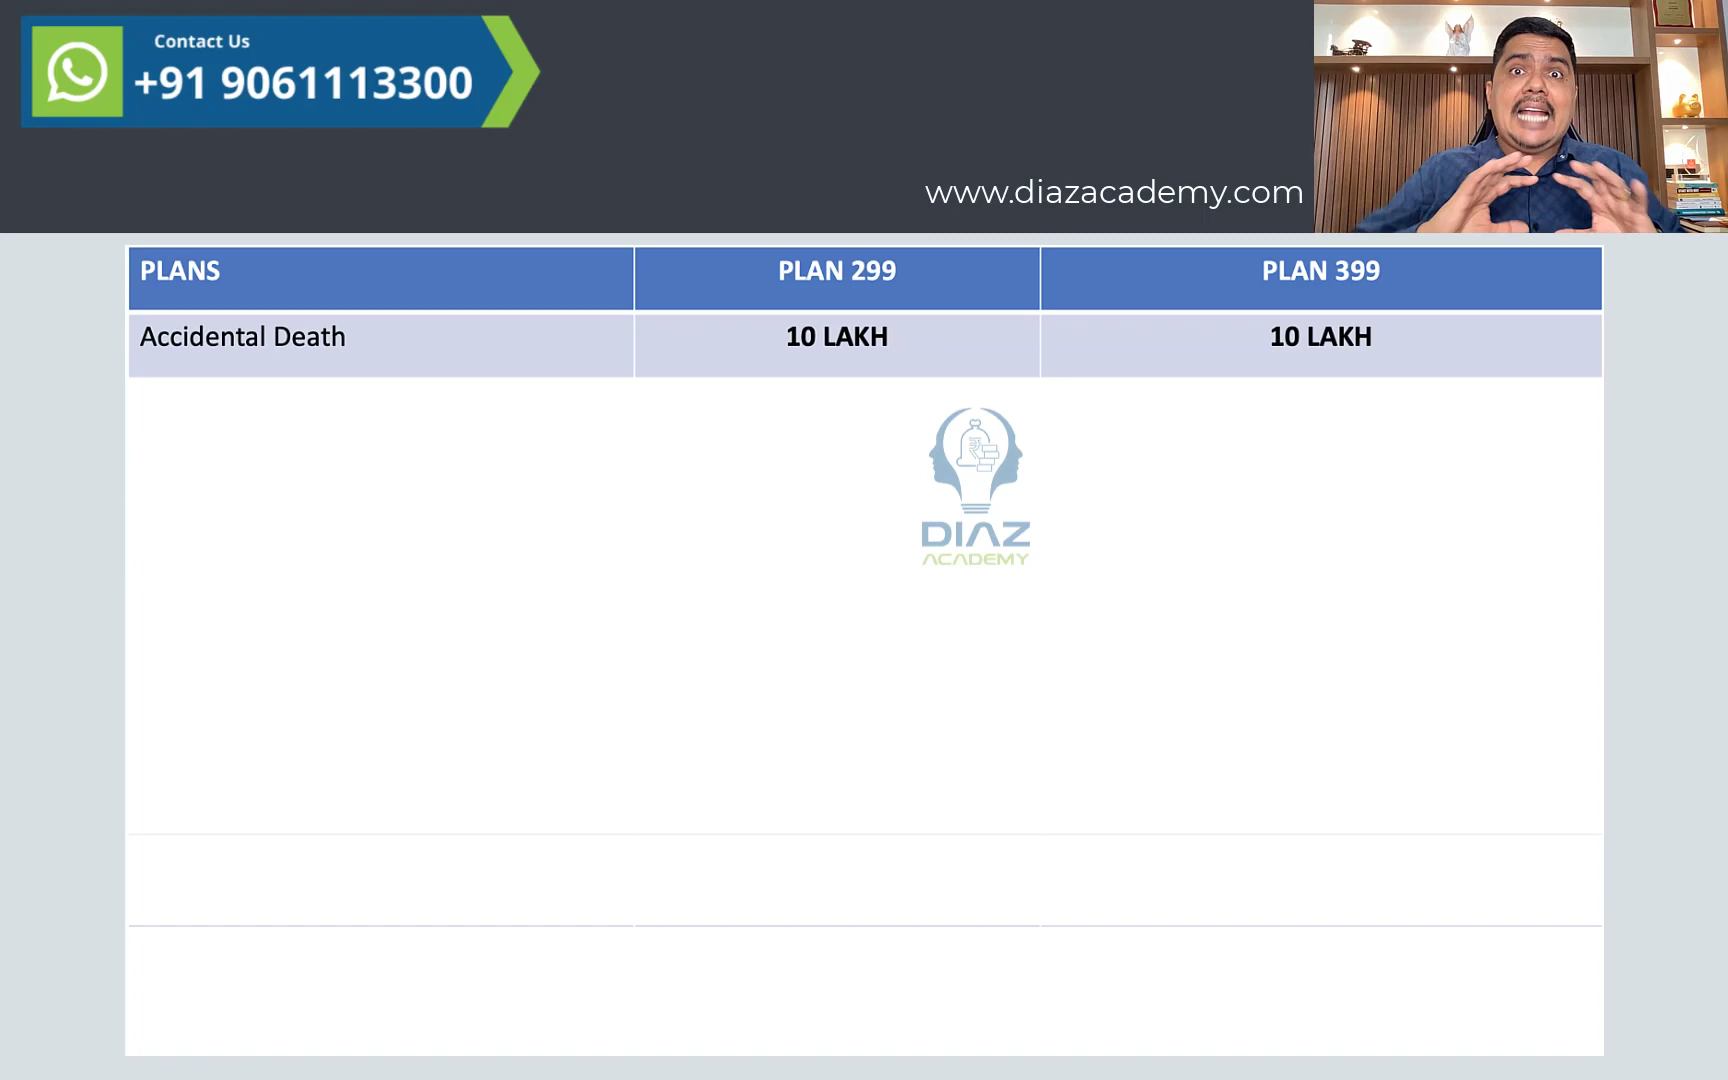 Contact Us
+91 9061113300
www.diazacademy.com
PLANS PLAN 299 PLAN 399
Accidental Death 10 LAKH 10 LAKH
DIAZ
ACADEMY